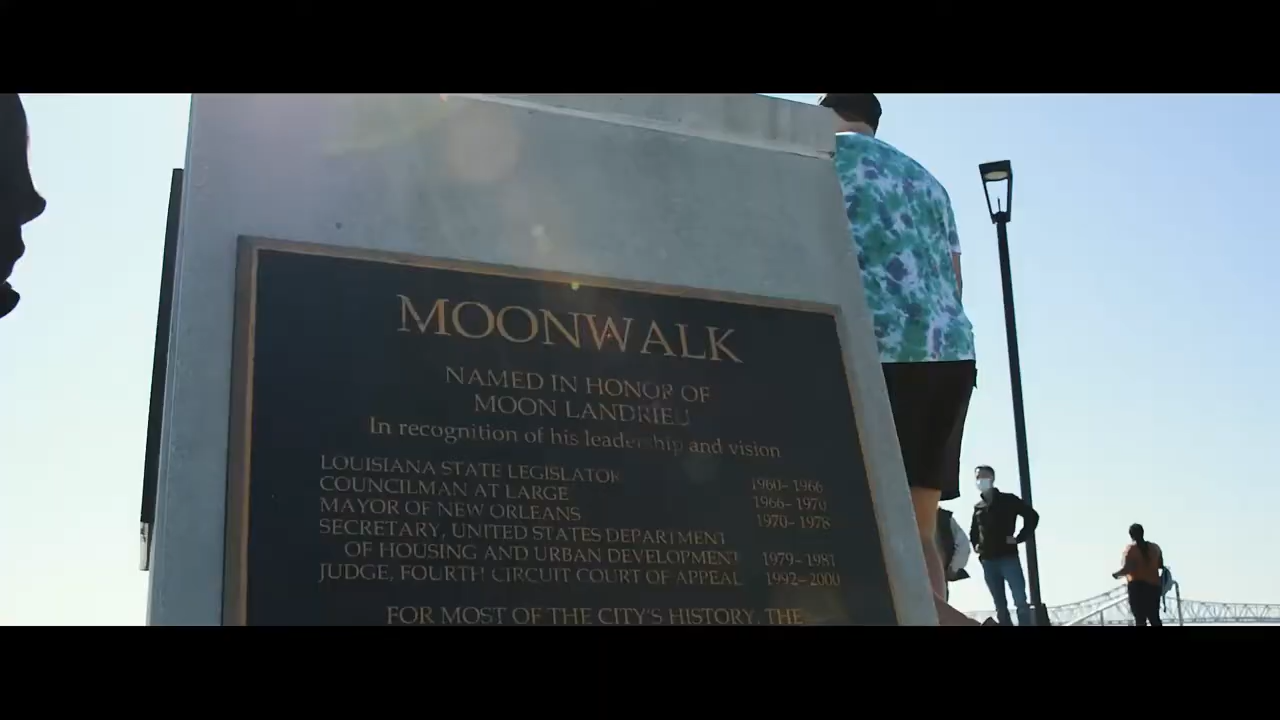 MOONWALK
NAMED IN HONOR OF
MOON LANDRIEU
In recognition of his leadership and vision
LOUISIANA STATE LEGISLATOR 1960–1966
COUNCILMAN AT LARGE 1966–1970
MAYOR OF NEW ORLEANS 1970–1978
SECRETARY, UNITED STATES DEPARTMENT
OF HOUSING AND URBAN DEVELOPMENT 1979–1981
JUDGE, FOURTH CIRCUIT COURT OF APPEAL 1992–2000
FOR MOST OF THE CITY'S HISTORY, THE